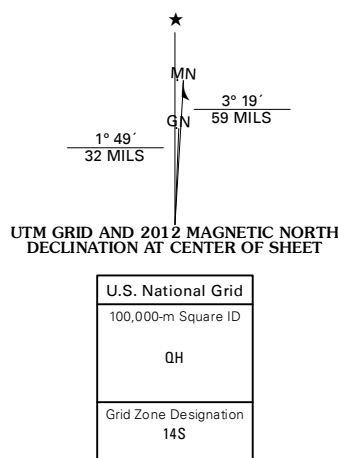 ★
MN
3° 19´
59 MILS
GN
1° 49´
32 MILS
UTM GRID AND 2012 MAGNETIC NORTH
DECLINATION AT CENTER OF SHEET
U.S. National Grid
100,000-m Square ID
QH
Grid Zone Designation
14S